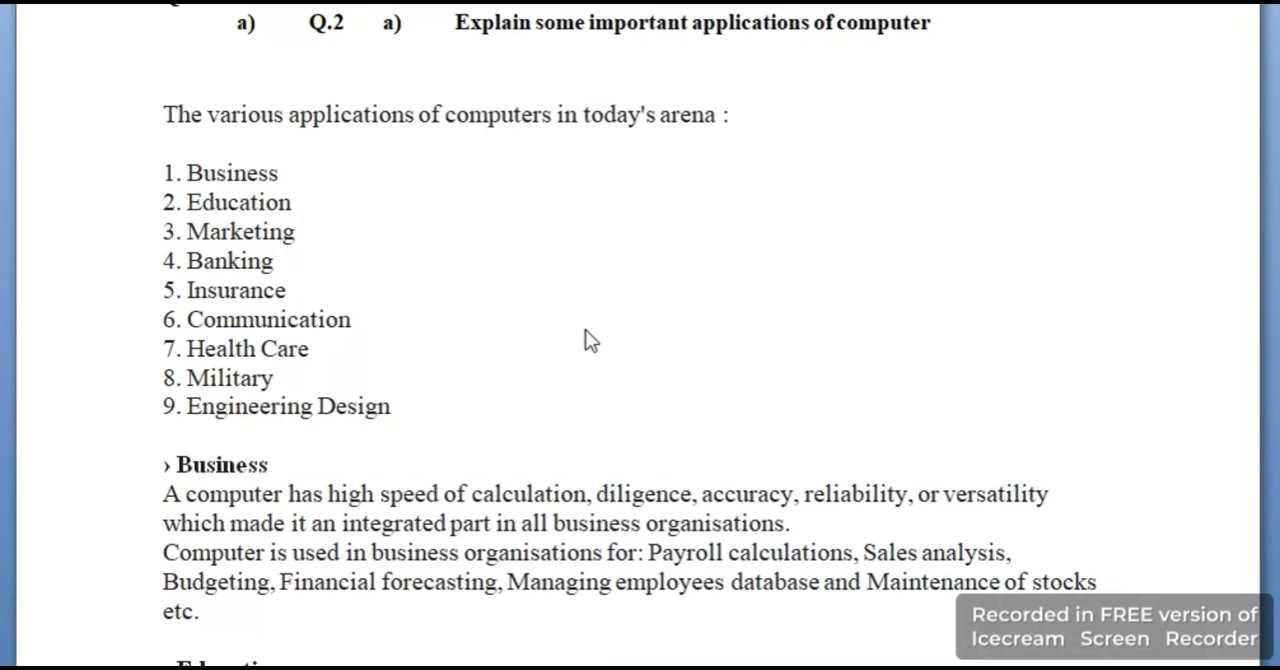 a) Q.2 a) Explain some important applications of computer
The various applications of computers in today's arena :
1. Business
2. Education
3. Marketing
4. Banking
5. Insurance
6. Communication
7. Health Care
8. Military
9. Engineering Design
› Business
A computer has high speed of calculation, diligence, accuracy, reliability, or versatility
which made it an integrated part in all business organisations.
Computer is used in business organisations for: Payroll calculations, Sales analysis,
Budgeting, Financial forecasting, Managing employees database and Maintenance of stocks
etc.
Recorded in FREE version of
Icecream Screen Recorder